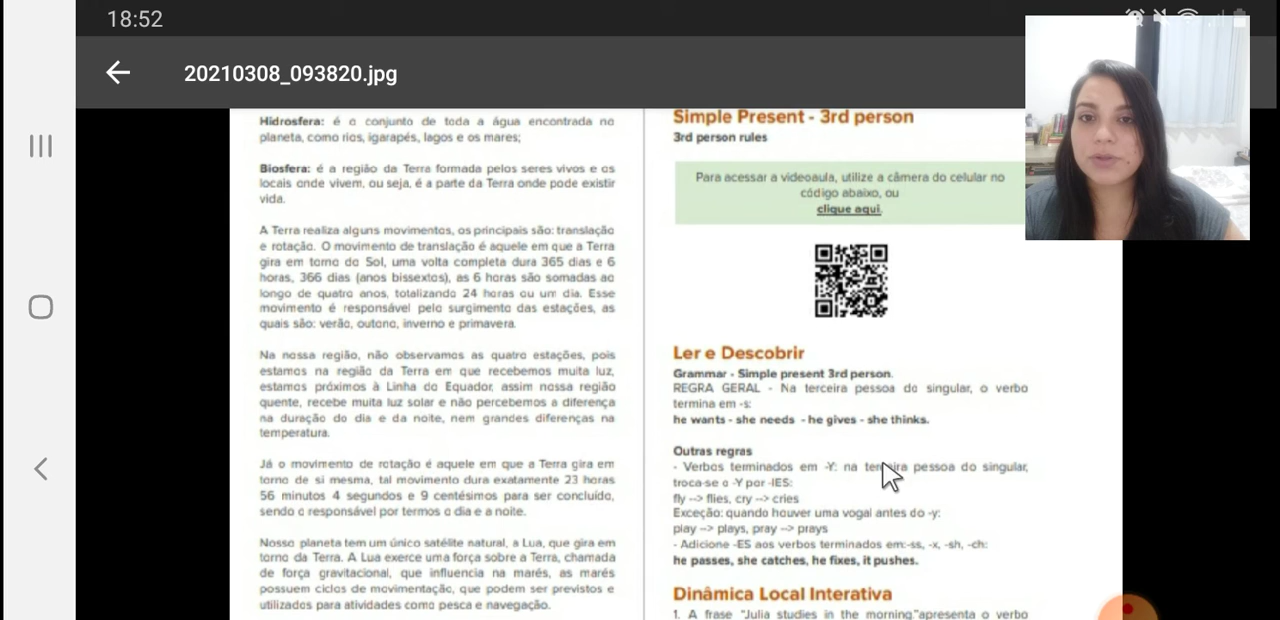 18:52
20210308_093820.jpg
Hidrosfera: é o conjunto de toda a água encontrada no
planeta, como rios, igarapés, lagos e os mares;
Biosfera: é a região da Terra formada pelos seres vivos e os
locais onde vivem, ou seja, é a parte da Terra onde pode existir
vida.
A Terra realiza alguns movimentos, os principais são: translação
e rotação. O movimento de translação é aquele em que a Terra
gira em torno do Sol, uma volta completa dura 365 dias e 6
horas, 366 dias (anos bissextos), as 6 horas são somadas ao
longo de quatro anos, totalizando 24 horas ou um dia. Esse
movimento é responsável pelo surgimento das estações, as
quais são: verão, outono, inverno e primavera.
Na nossa região, não observamos as quatro estações, pois
estamos na região da Terra em que recebemos muita luz,
estamos próximos à Linha do Equador, assim nossa região
quente, recebe muita luz solar e não percebemos a diferença
na duração do dia e da noite, nem grandes diferenças na
temperatura.
Já o movimento de rotação é aquele em que a Terra gira em
torno de si mesma, tal movimento dura exatamente 23 horas
56 minutos 4 segundos e 9 centésimos para ser concluído,
sendo o responsável por termos o dia e a noite.
Nosso planeta tem um único satélite natural, a Lua, que gira em
torno da Terra. A Lua exerce uma força sobre a Terra, chamada
de força gravitacional, que influencia na marés, as marés
possuem ciclos de movimentação, que podem ser previstos e
utilizados para atividades como pesca e navegação.
Simple Present - 3rd person
3rd person rules
Para acessar a videoaula, utilize a câmera do celular no
código abaixo, ou
clique aqui.
Ler e Descobrir
Grammar - Simple present 3rd person.
REGRA GERAL - Na terceira pessoa do singular, o verbo
termina em -s:
he wants - she needs - he gives - she thinks.
Outras regras
- Verbos terminados em -Y: na terceira pessoa do singular,
troca-se o -Y por -IES:
fly --> flies, cry --> cries
Exceção: quando houver uma vogal antes do -y:
play --> plays, pray --> prays
- Adicione -ES aos verbos terminados em:-ss, -x, -sh, -ch:
he passes, she catches, he fixes, it pushes.
Dinâmica Local Interativa
1. A frase "Julia studies in the morning"apresenta o verbo